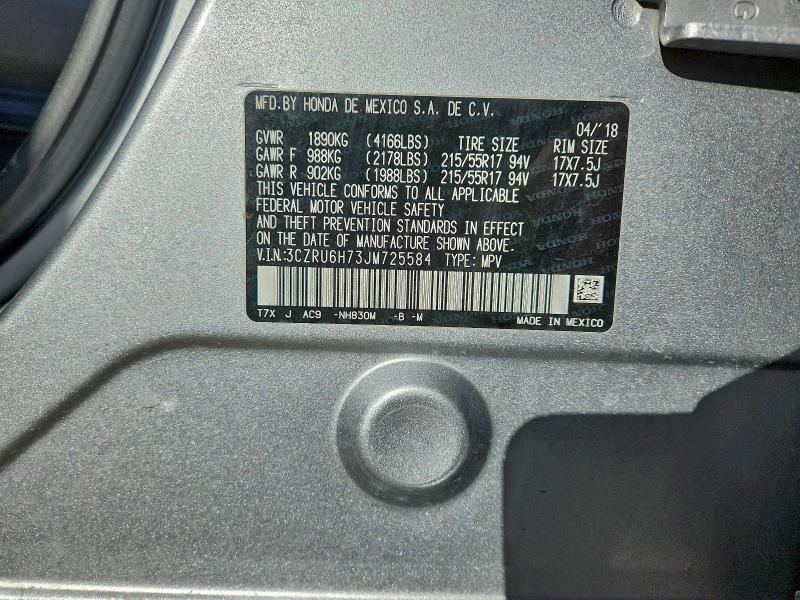 MFD.BY HONDA DE MEXICO S.A. DE C.V.
04/'18
GVWR 1890KG (4166LBS) TIRE SIZE RIM SIZE
GAWR F 988KG (2178LBS) 215/55R17 94V 17X7.5J
GAWR R 902KG (1988LBS) 215/55R17 94V 17X7.5J
THIS VEHICLE CONFORMS TO ALL APPLICABLE
FEDERAL MOTOR VEHICLE SAFETY
AND THEFT PREVENTION STANDARDS IN EFFECT
ON THE DATE OF MANUFACTURE SHOWN ABOVE.
V.I.N.:3CZRU6H73JM725584 TYPE: MPV
T7X J AC9 -NH830M -B -M
MADE IN MEXICO
G